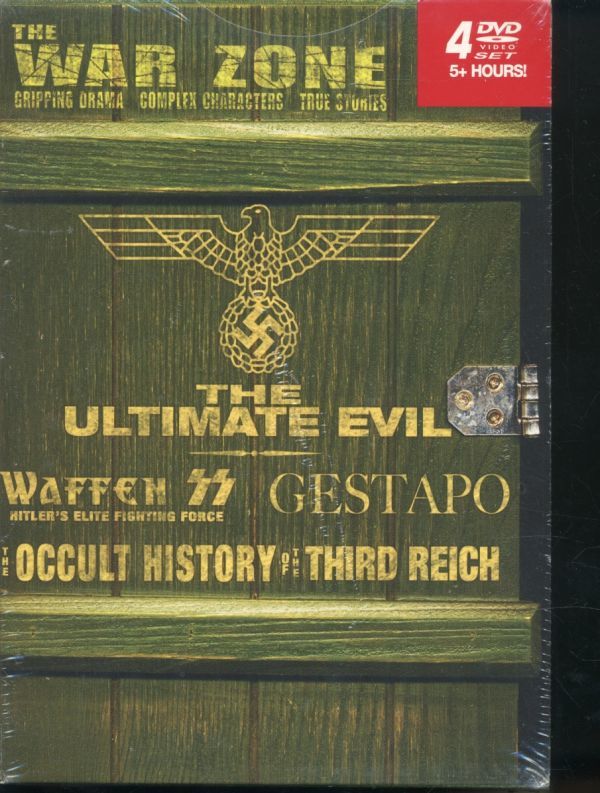 THE
WAR ZONE
GRIPPING DRAMA COMPLEX CHARACTERS TRUE STORIES
4 DVD
VIDEO
SET
5+ HOURS!
THE
ULTIMATE EVIL
WAFFEN SS
HITLER'S ELITE FIGHTING FORCE
GESTAPO
THE OCCULT HISTORY OF THE THIRD REICH